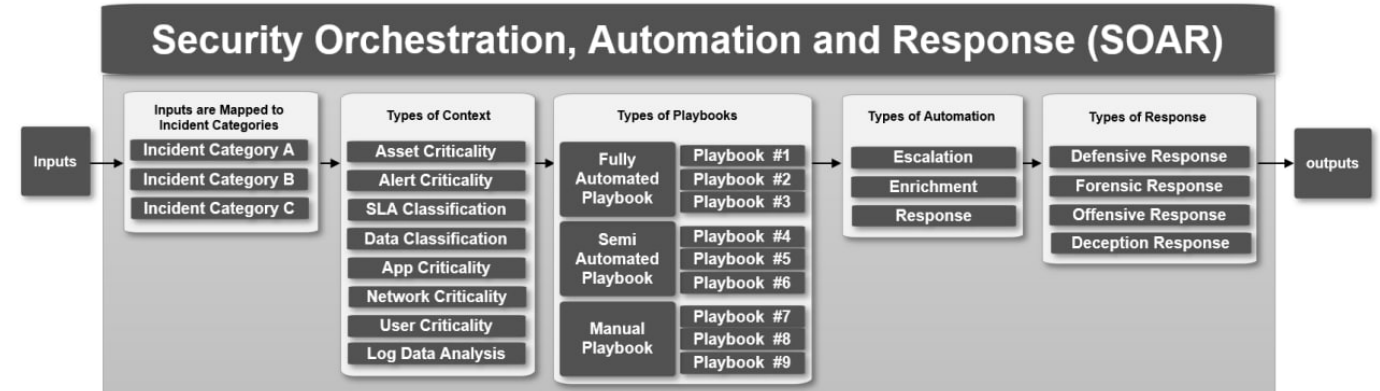 Security Orchestration, Automation and Response (SOAR)
Inputs
Inputs are Mapped to
Incident Categories
Incident Category A
Incident Category B
Incident Category C
Types of Context
Asset Criticality
Alert Criticality
SLA Classification
Data Classification
App Criticality
Network Criticality
User Criticality
Log Data Analysis
Types of Playbooks
Fully
Automated
Playbook
Playbook #1
Playbook #2
Playbook #3
Semi
Automated
Playbook
Playbook #4
Playbook #5
Playbook #6
Manual
Playbook
Playbook #7
Playbook #8
Playbook #9
Types of Automation
Escalation
Enrichment
Response
Types of Response
Defensive Response
Forensic Response
Offensive Response
Deception Response
outputs